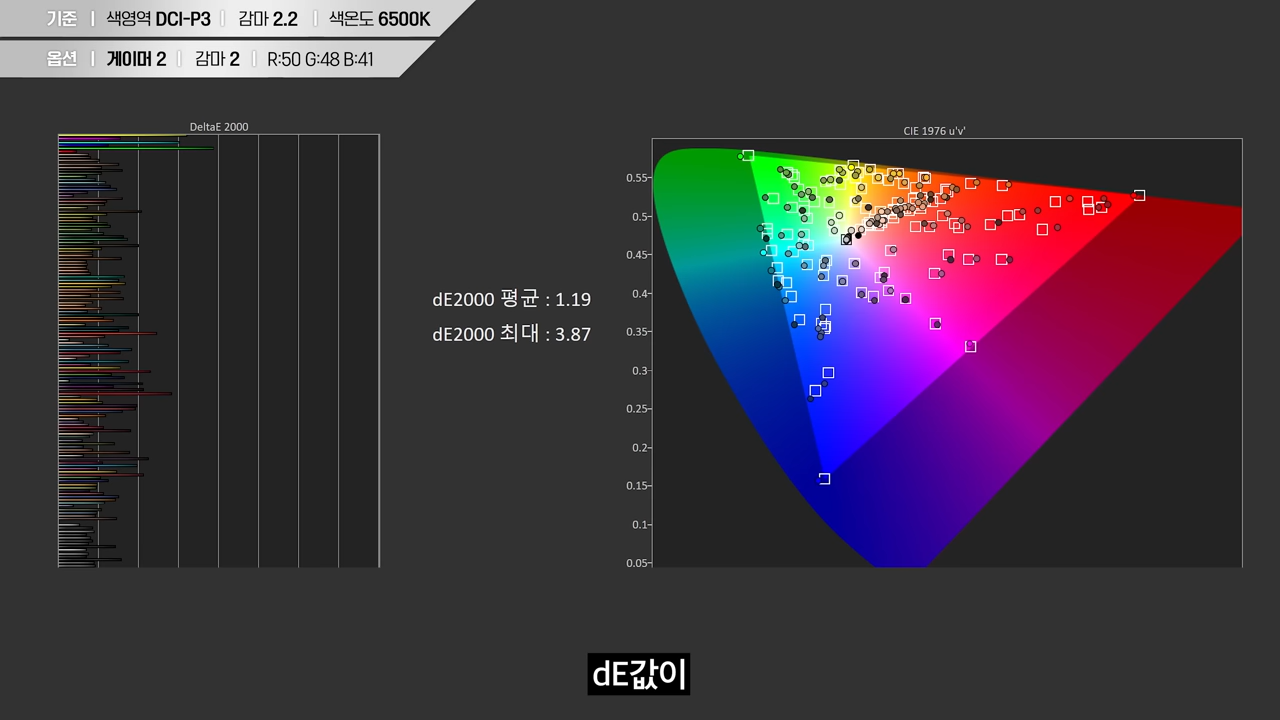 기준 | 색영역 DCI-P3 | 감마 2.2 | 색온도 6500K
옵션 | 게이머 2 | 감마 2 | R:50 G:48 B:41
DeltaE 2000
CIE 1976 u'v'
0.55
0.5
0.45
0.4
0.35
0.3
0.25
0.2
0.15
0.1
0.05
dE2000 평균 : 1.19
dE2000 최대 : 3.87
dE값이